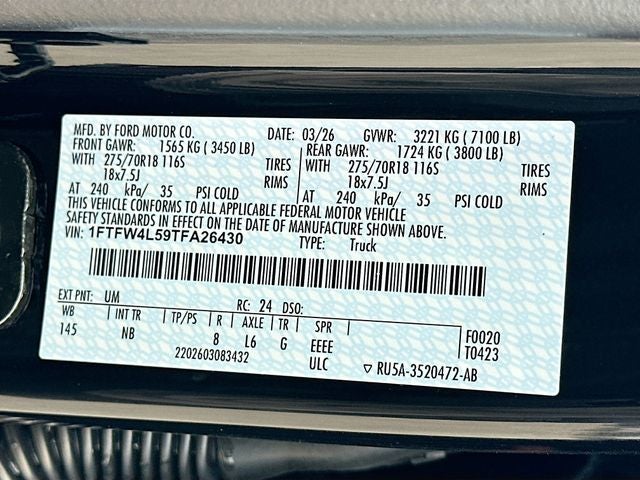 MFD. BY FORD MOTOR CO. DATE: 03/26 GVWR: 3221 KG ( 7100 LB)
FRONT GAWR: 1565 KG ( 3450 LB) REAR GAWR: 1724 KG ( 3800 LB)
WITH 275/70R18 116S TIRES WITH 275/70R18 116S TIRES
18x7.5J RIMS 18x7.5J RIMS
AT 240 kPa/ 35 PSI COLD AT 240 kPa/ 35 PSI COLD
THIS VEHICLE CONFORMS TO ALL APPLICABLE FEDERAL MOTOR VEHICLE
SAFETY STANDARDS IN EFFECT ON THE DATE OF MANUFACTURE SHOWN ABOVE.
VIN: 1FTFW4L59TFA26430 TYPE: Truck
EXT PNT: UM RC: 24 DSO:
WB INT TR TP/PS R AXLE TR SPR F0020
145 NB 8 L6 G EEEE T0423
2202603083432 ULC ▽ RU5A-3520472-AB